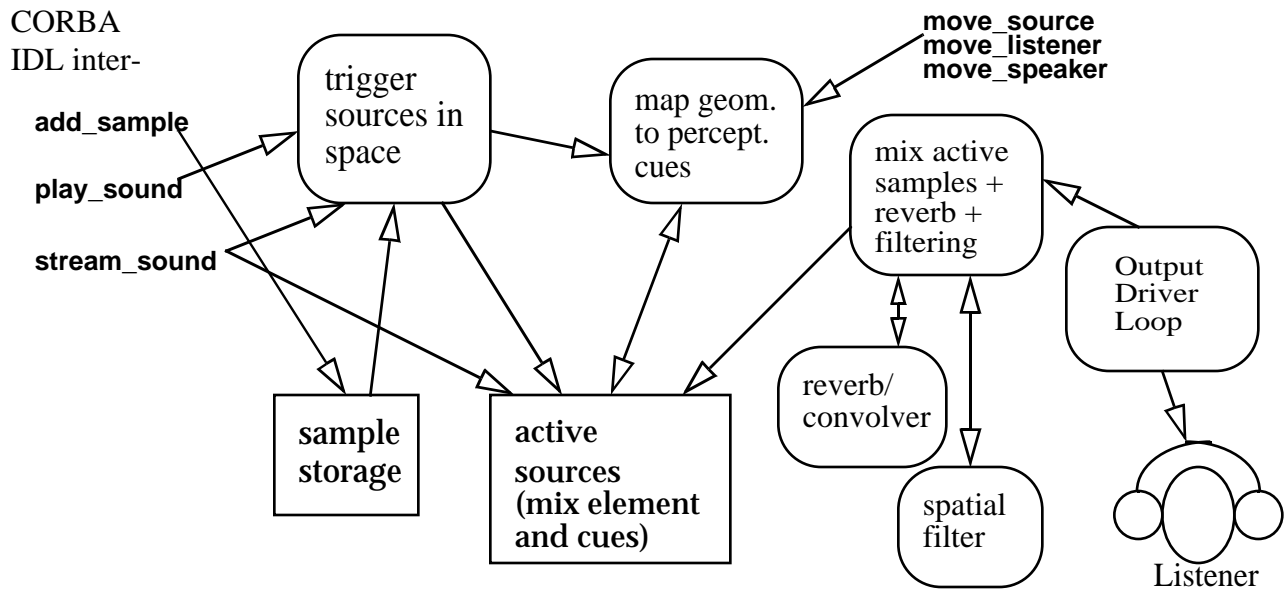 CORBA
IDL inter-
add_sample
play_sound
stream_sound
trigger
sources in
space
map geom.
to percept.
cues
move_source
move_listener
move_speaker
mix active
samples +
reverb +
filtering
Output
Driver
Loop
reverb/
convolver
sample
storage
active
sources
(mix element
and cues)
spatial
filter
Listener